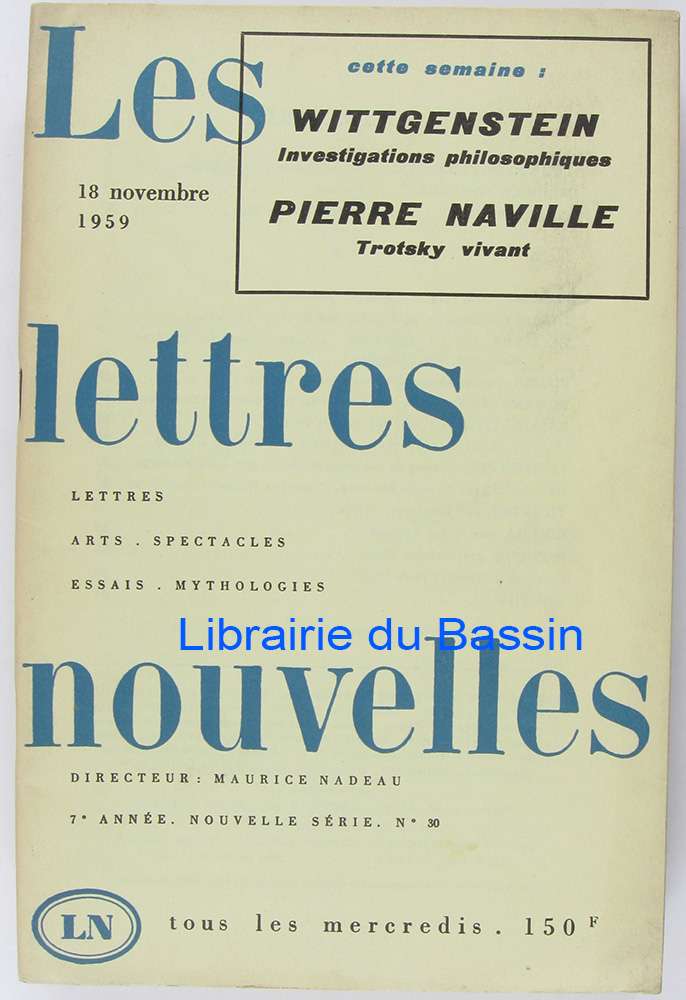 Les
cette semaine :
WITTGENSTEIN
Investigations philosophiques
PIERRE NAVILLE
Trotsky vivant
18 novembre
1959
lettres
LETTRES
ARTS . SPECTACLES
ESSAIS . MYTHOLOGIES
Librairie du Bassin
nouvelles
DIRECTEUR : MAURICE NADEAU
7e ANNÉE. NOUVELLE SÉRIE. N° 30
LN
tous les mercredis . 150 F